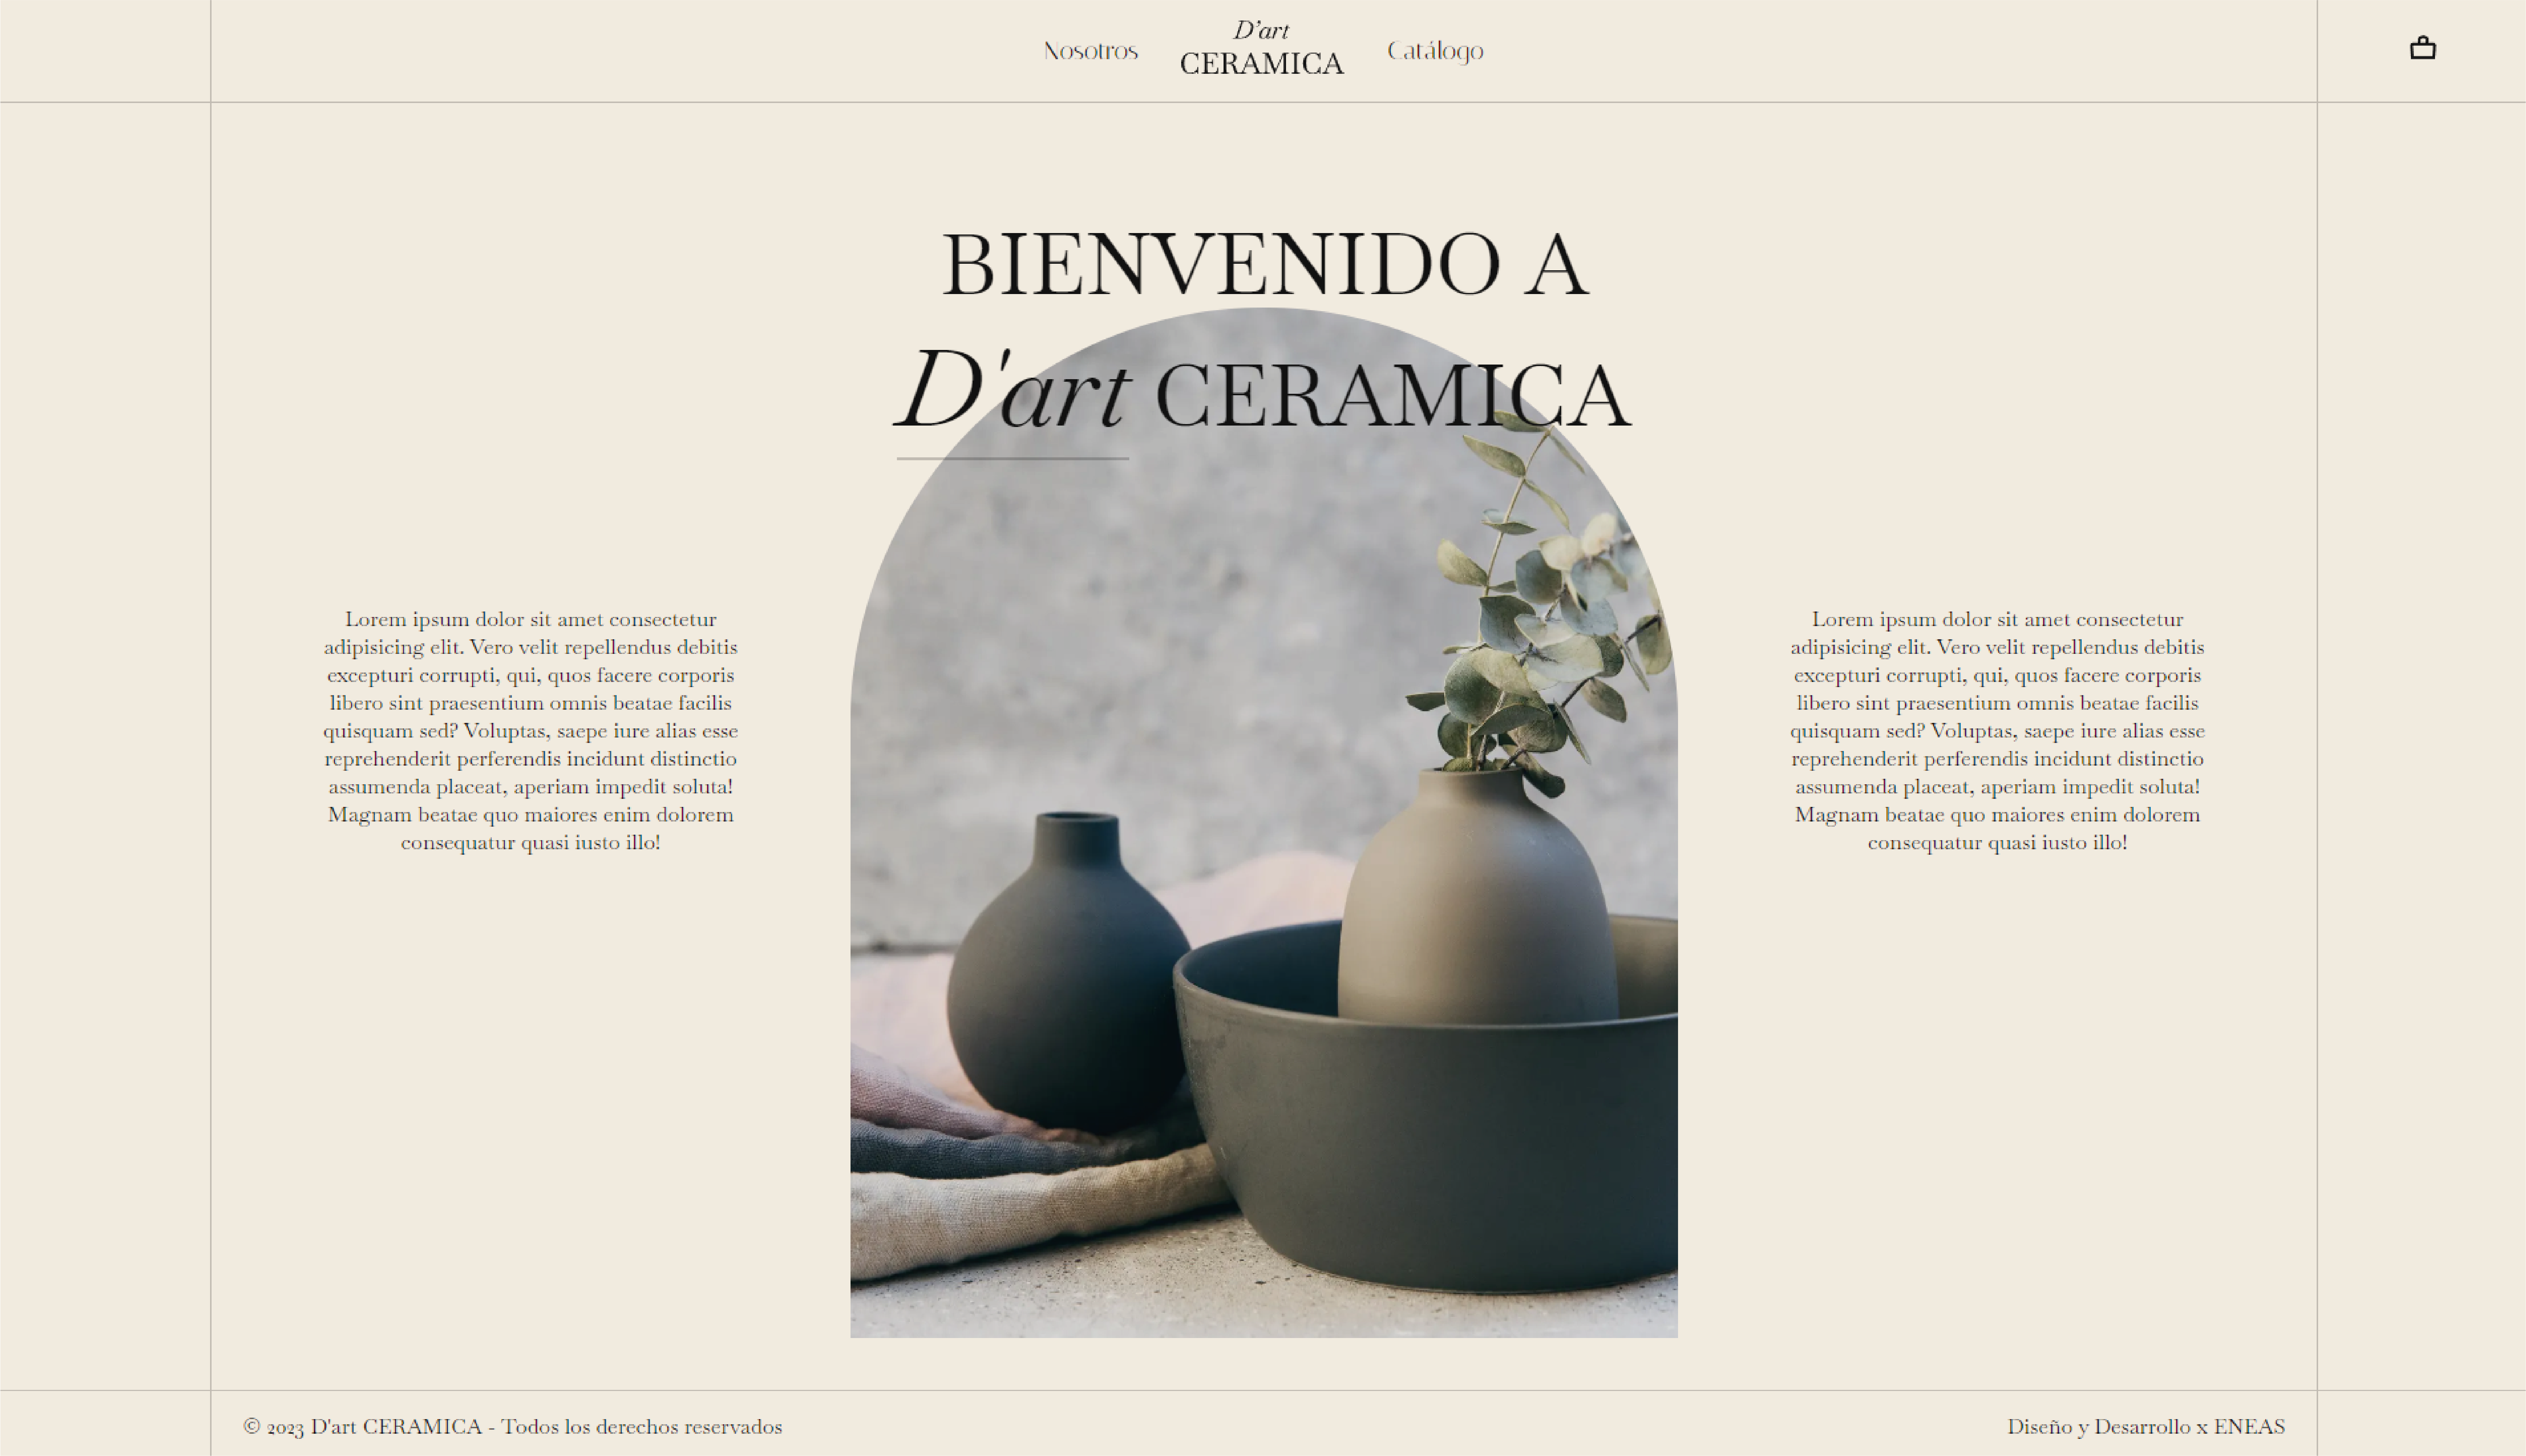 Nosotros
D'art
CERAMICA
Catálogo
BIENVENIDO A
D'art CERAMICA
Lorem ipsum dolor sit amet consectetur
adipisicing elit. Vero velit repellendus debitis
excepturi corrupti, qui, quos facere corporis
libero sint praesentium omnis beatae facilis
quisquam sed? Voluptas, saepe iure alias esse
reprehenderit perferendis incidunt distinctio
assumenda placeat, aperiam impedit soluta!
Magnam beatae quo maiores enim dolorem
consequatur quasi iusto illo!
Lorem ipsum dolor sit amet consectetur
adipisicing elit. Vero velit repellendus debitis
excepturi corrupti, qui, quos facere corporis
libero sint praesentium omnis beatae facilis
quisquam sed? Voluptas, saepe iure alias esse
reprehenderit perferendis incidunt distinctio
assumenda placeat, aperiam impedit soluta!
Magnam beatae quo maiores enim dolorem
consequatur quasi iusto illo!
© 2023 D'art CERAMICA - Todos los derechos reservados
Diseño y Desarrollo x ENEAS